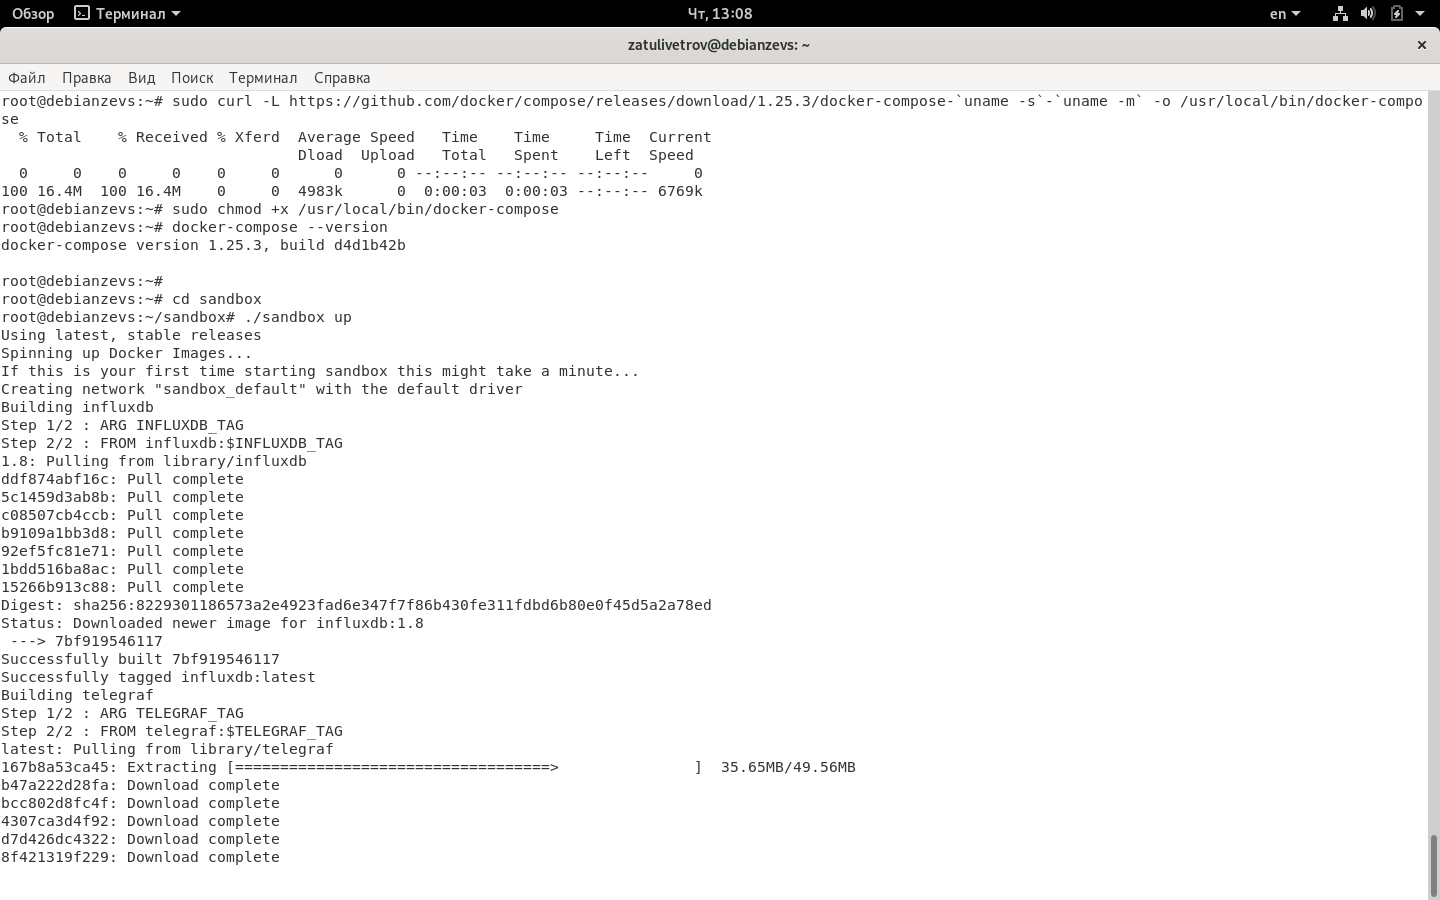 Обзор Терминал Чт, 13:08 en
zatulivetrov@debianzevs: ~ ×
Файл Правка Вид Поиск Терминал Справка
root@debianzevs:~# sudo curl -L https://github.com/docker/compose/releases/download/1.25.3/docker-compose-`uname -s`-`uname -m` -o /usr/local/bin/docker-compo
se
  % Total    % Received % Xferd  Average Speed   Time    Time     Time  Current
                                 Dload  Upload   Total   Spent    Left  Speed
  0     0    0     0    0     0      0      0 --:--:-- --:--:-- --:--:--     0
100 16.4M  100 16.4M    0     0  4983k      0  0:00:03  0:00:03 --:--:-- 6769k
root@debianzevs:~# sudo chmod +x /usr/local/bin/docker-compose
root@debianzevs:~# docker-compose --version
docker-compose version 1.25.3, build d4d1b42b
root@debianzevs:~#
root@debianzevs:~# cd sandbox
root@debianzevs:~/sandbox# ./sandbox up
Using latest, stable releases
Spinning up Docker Images...
If this is your first time starting sandbox this might take a minute...
Creating network "sandbox_default" with the default driver
Building influxdb
Step 1/2 : ARG INFLUXDB_TAG
Step 2/2 : FROM influxdb:$INFLUXDB_TAG
1.8: Pulling from library/influxdb
ddf874abf16c: Pull complete
5c1459d3ab8b: Pull complete
c08507cb4ccb: Pull complete
b9109a1bb3d8: Pull complete
92ef5fc81e71: Pull complete
1bdd516ba8ac: Pull complete
15266b913c88: Pull complete
Digest: sha256:8229301186573a2e4923fad6e347f7f86b430fe311fdbd6b80e0f45d5a2a78ed
Status: Downloaded newer image for influxdb:1.8
 ---> 7bf919546117
Successfully built 7bf919546117
Successfully tagged influxdb:latest
Building telegraf
Step 1/2 : ARG TELEGRAF_TAG
Step 2/2 : FROM telegraf:$TELEGRAF_TAG
latest: Pulling from library/telegraf
167b8a53ca45: Extracting [===================================>               ]  35.65MB/49.56MB
b47a222d28fa: Download complete
bcc802d8fc4f: Download complete
4307ca3d4f92: Download complete
d7d426dc4322: Download complete
8f421319f229: Download complete